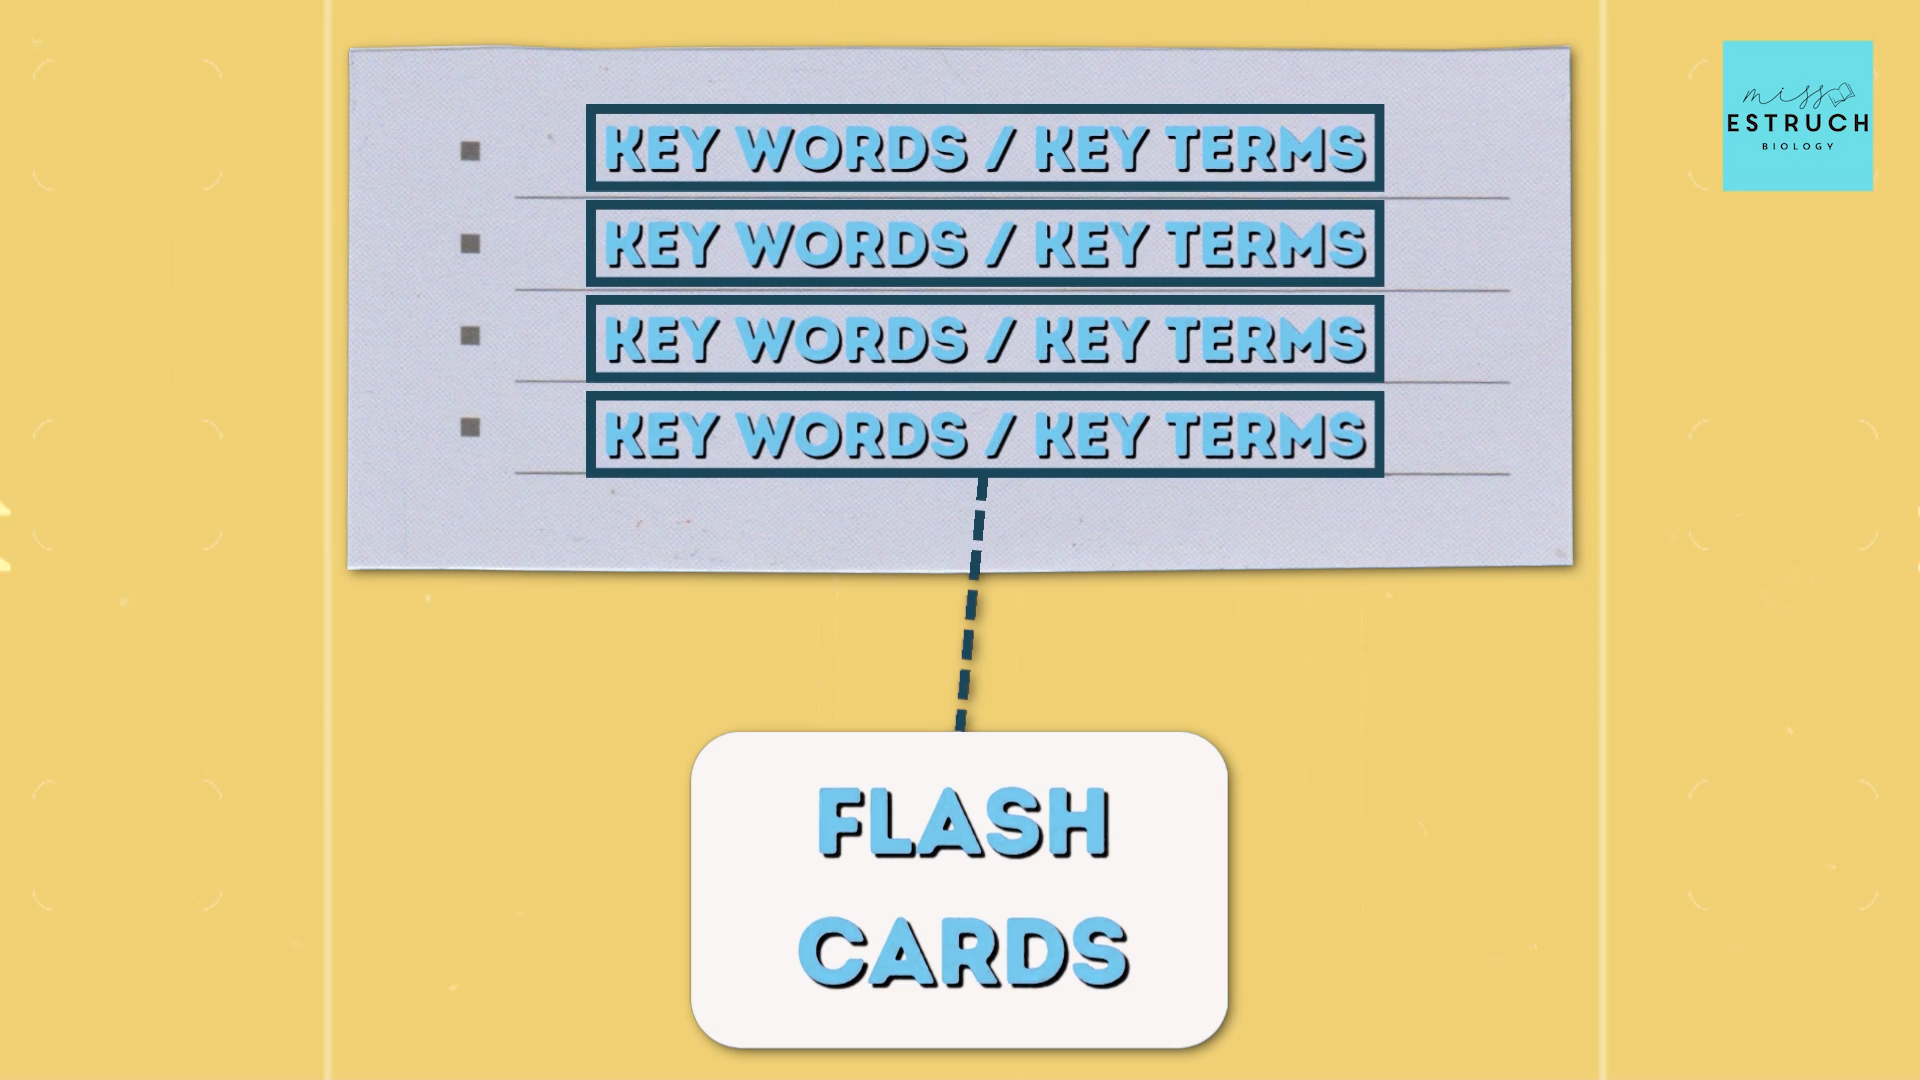 KEY WORDS / KEY TERMS
KEY WORDS / KEY TERMS
KEY WORDS / KEY TERMS
KEY WORDS / KEY TERMS
FLASH
CARDS
miss
ESTRUCH
BIOLOGY